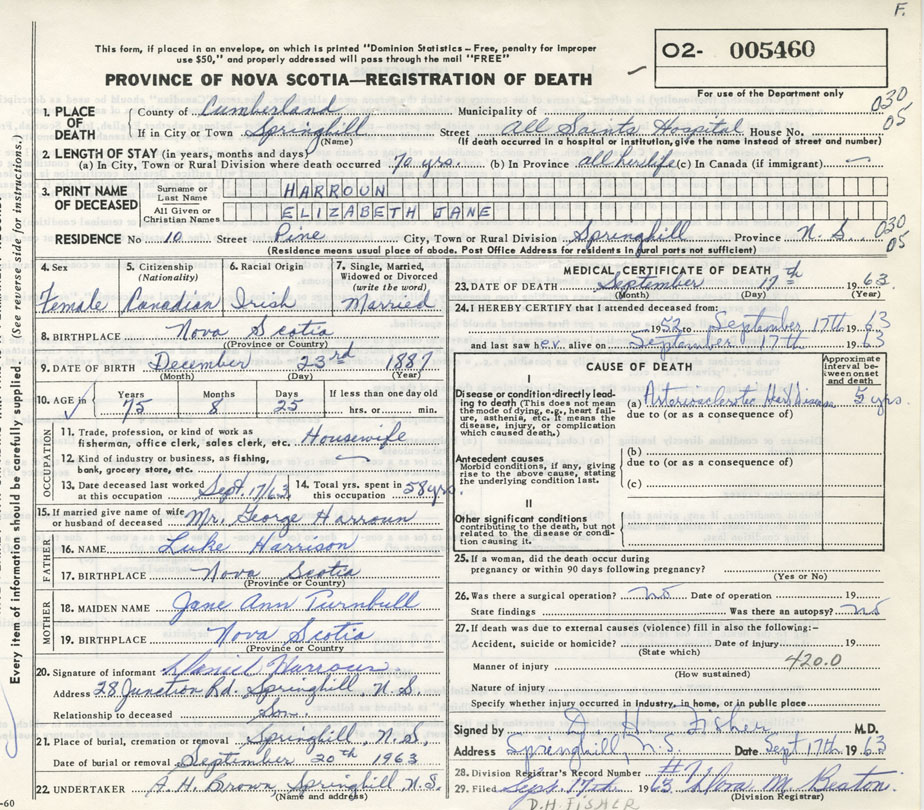 F.
This form, if placed in an envelope, on which is printed "Dominion Statistics – Free, penalty for improper
use $50," and properly addressed will pass through the mail "FREE"
O2- 005460
For use of the Department only
PROVINCE OF NOVA SCOTIA—REGISTRATION OF DEATH
1. PLACE OF DEATH
County of Cumberland Municipality of 030
If in City or Town Springhill Street All Saints Hospital House No. 05
(Name) (If death occurred in a hospital or institution, give the name instead of street and number)
2. LENGTH OF STAY (in years, months and days)
(a) In City, Town or Rural Division where death occurred 70 yrs. (b) In Province all her life (c) In Canada (if immigrant) —
3. PRINT NAME OF DECEASED
Surname or Last Name HARROUN
All Given or Christian Names ELIZABETH JANE
RESIDENCE No 10 Street Pine City, Town or Rural Division Springhill Province N. S. 030 05
(Residence means usual place of abode. Post Office Address for residents in rural parts not sufficient)
4. Sex Female
5. Citizenship (Nationality) Canadian
6. Racial Origin Irish
7. Single, Married, Widowed or Divorced (write the word) Married
8. BIRTHPLACE Nova Scotia
(Province or Country)
9. DATE OF BIRTH December 23rd 1887
(Month) (Day) (Year)
10. AGE in Years 75 Months 8 Days 25 If less than one day old hrs. or min.
OCCUPATION
11. Trade, profession, or kind of work as fisherman, office clerk, sales clerk, etc. Housewife
12. Kind of industry or business, as fishing, bank, grocery store, etc. —
13. Date deceased last worked at this occupation Sept. 17/63
14. Total yrs. spent in this occupation 58 yrs.
15. If married give name of wife or husband of deceased Mr. George Harroun
FATHER
16. NAME Luke Harrison
17. BIRTHPLACE Nova Scotia
(Province or Country)
MOTHER
18. MAIDEN NAME Jane Ann Turnbull
19. BIRTHPLACE Nova Scotia
(Province or Country)
20. Signature of informant Daniel Harroun
Address 28 Junction Rd. Springhill, N. S.
Relationship to deceased Son
21. Place of burial, cremation or removal Springhill, N.S.
Date of burial or removal September 20th 1963
22. UNDERTAKER A. H. Brown Springhill N.S.
(Name and address)
-60
Every item of information should be carefully supplied. (See reverse side for instructions.)
MEDICAL CERTIFICATE OF DEATH
23. DATE OF DEATH September 17th 1963
(Month) (Day) (Year)
24. I HEREBY CERTIFY that I attended deceased from:
1952 to September 17th 1963
and last saw her alive on September 17th 1963
CAUSE OF DEATH
Approximate interval between onset and death
I
Disease or condition directly leading to death (This does not mean the mode of dying, e.g., heart failure, asthenia, etc. It means the disease, injury, or complication which caused death.)
(a) Arteriosclerotic Heart Disease 5 yrs.
due to (or as a consequence of)
Antecedent causes
Morbid conditions, if any, giving rise to the above cause, stating the underlying condition last.
(b)
due to (or as a consequence of)
(c)
II
Other significant conditions contributing to the death, but not related to the disease or condition causing it.
25. If a woman, did the death occur during
pregnancy or within 90 days following pregnancy?
(Yes or No)
26. Was there a surgical operation? no Date of operation 19
State findings Was there an autopsy? no
27. If death was due to external causes (violence) fill in also the following:–
Accident, suicide or homicide? Date of injury 19
(State which)
Manner of injury 420.0
(How sustained)
Nature of injury
Specify whether injury occurred in industry, in home, or in public place
Signed by D. H. Fisher M.D.
Address Springhill, N.S. Date Sept 17th 1963
28. Division Registrar's Record Number
29. Filed Sept. 17th 1963 M. Beaton
(Division Registrar)
D.H. FISHER